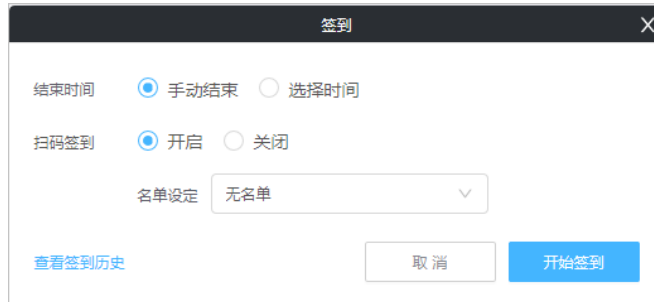 签到
结束时间 手动结束 选择时间
扫码签到 开启 关闭
名单设定 无名单
查看签到历史 取消 开始签到